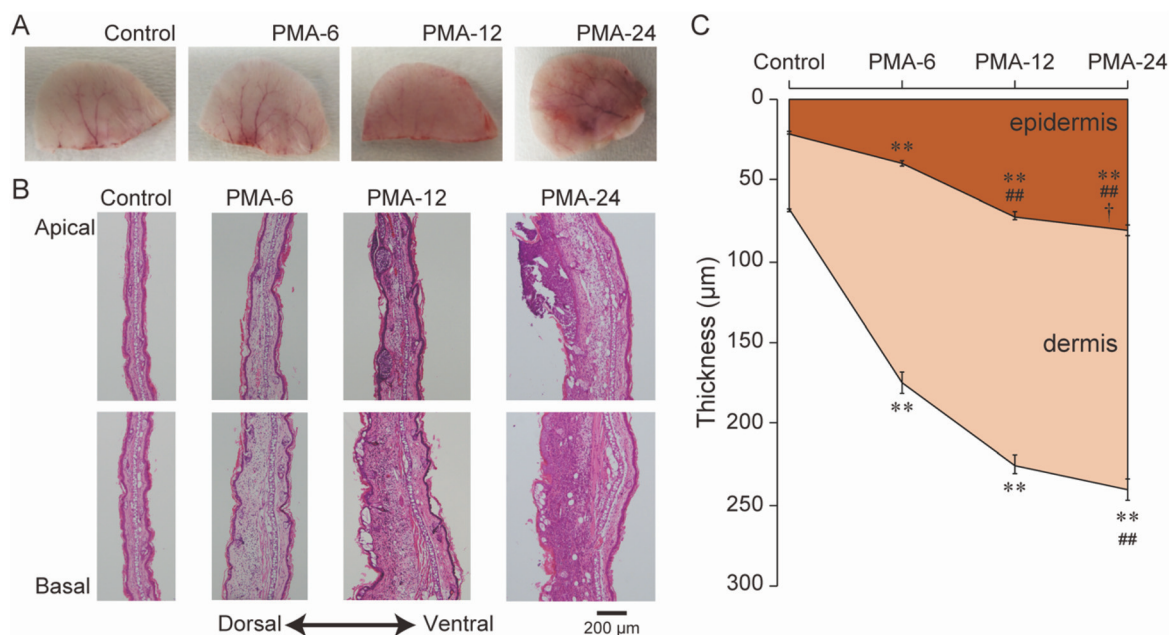 A
Control
PMA-6
PMA-12
PMA-24
B
Control
PMA-6
PMA-12
PMA-24
Apical
Basal
Dorsal
Ventral
200 µm
C
Control
PMA-6
PMA-12
PMA-24
Thickness (µm)
0
50
100
150
200
250
300
epidermis
dermis
**
**
##
**
##
†
**
**
**
##